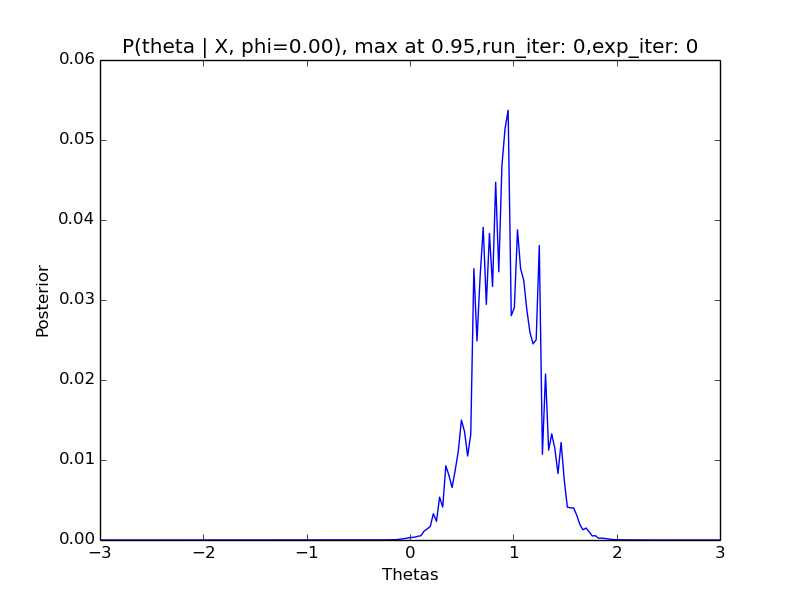 P(theta | X, phi=0.00), max at 0.95,run_iter: 0,exp_iter: 0
0.06
0.05
0.04
0.03
0.02
0.01
0.00
Posterior
−3 −2 −1 0 1 2 3
Thetas